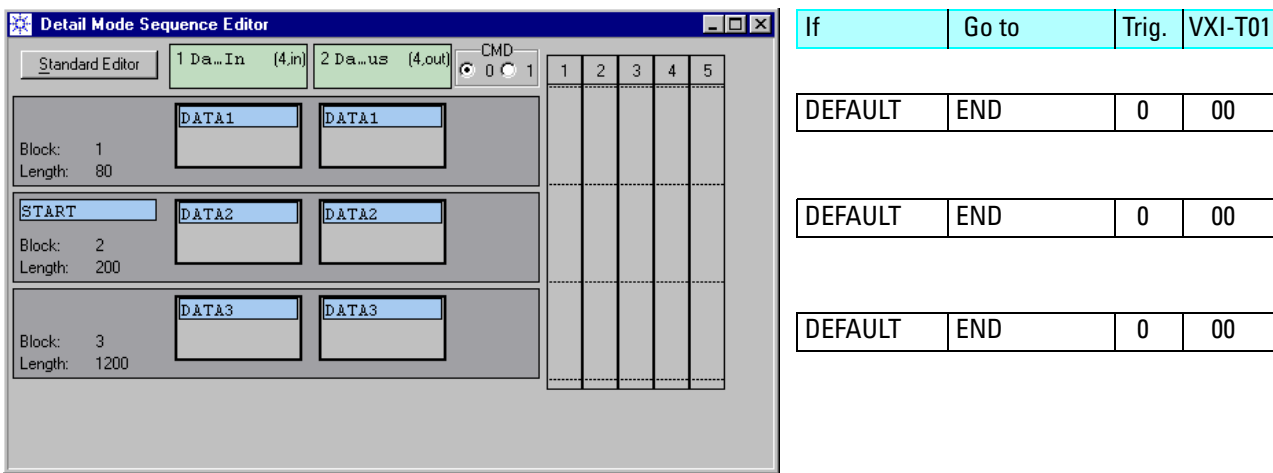 Detail Mode Sequence Editor
Standard Editor
1 Da…In (4,in)
2 Da…us (4,out)
CMD
0 1
1 2 3 4 5
If Go to Trig. VXI-T01
DATA1 DATA1
Block: 1
Length: 80
DEFAULT END 0 00
START
DATA2 DATA2
Block: 2
Length: 200
DEFAULT END 0 00
DATA3 DATA3
Block: 3
Length: 1200
DEFAULT END 0 00